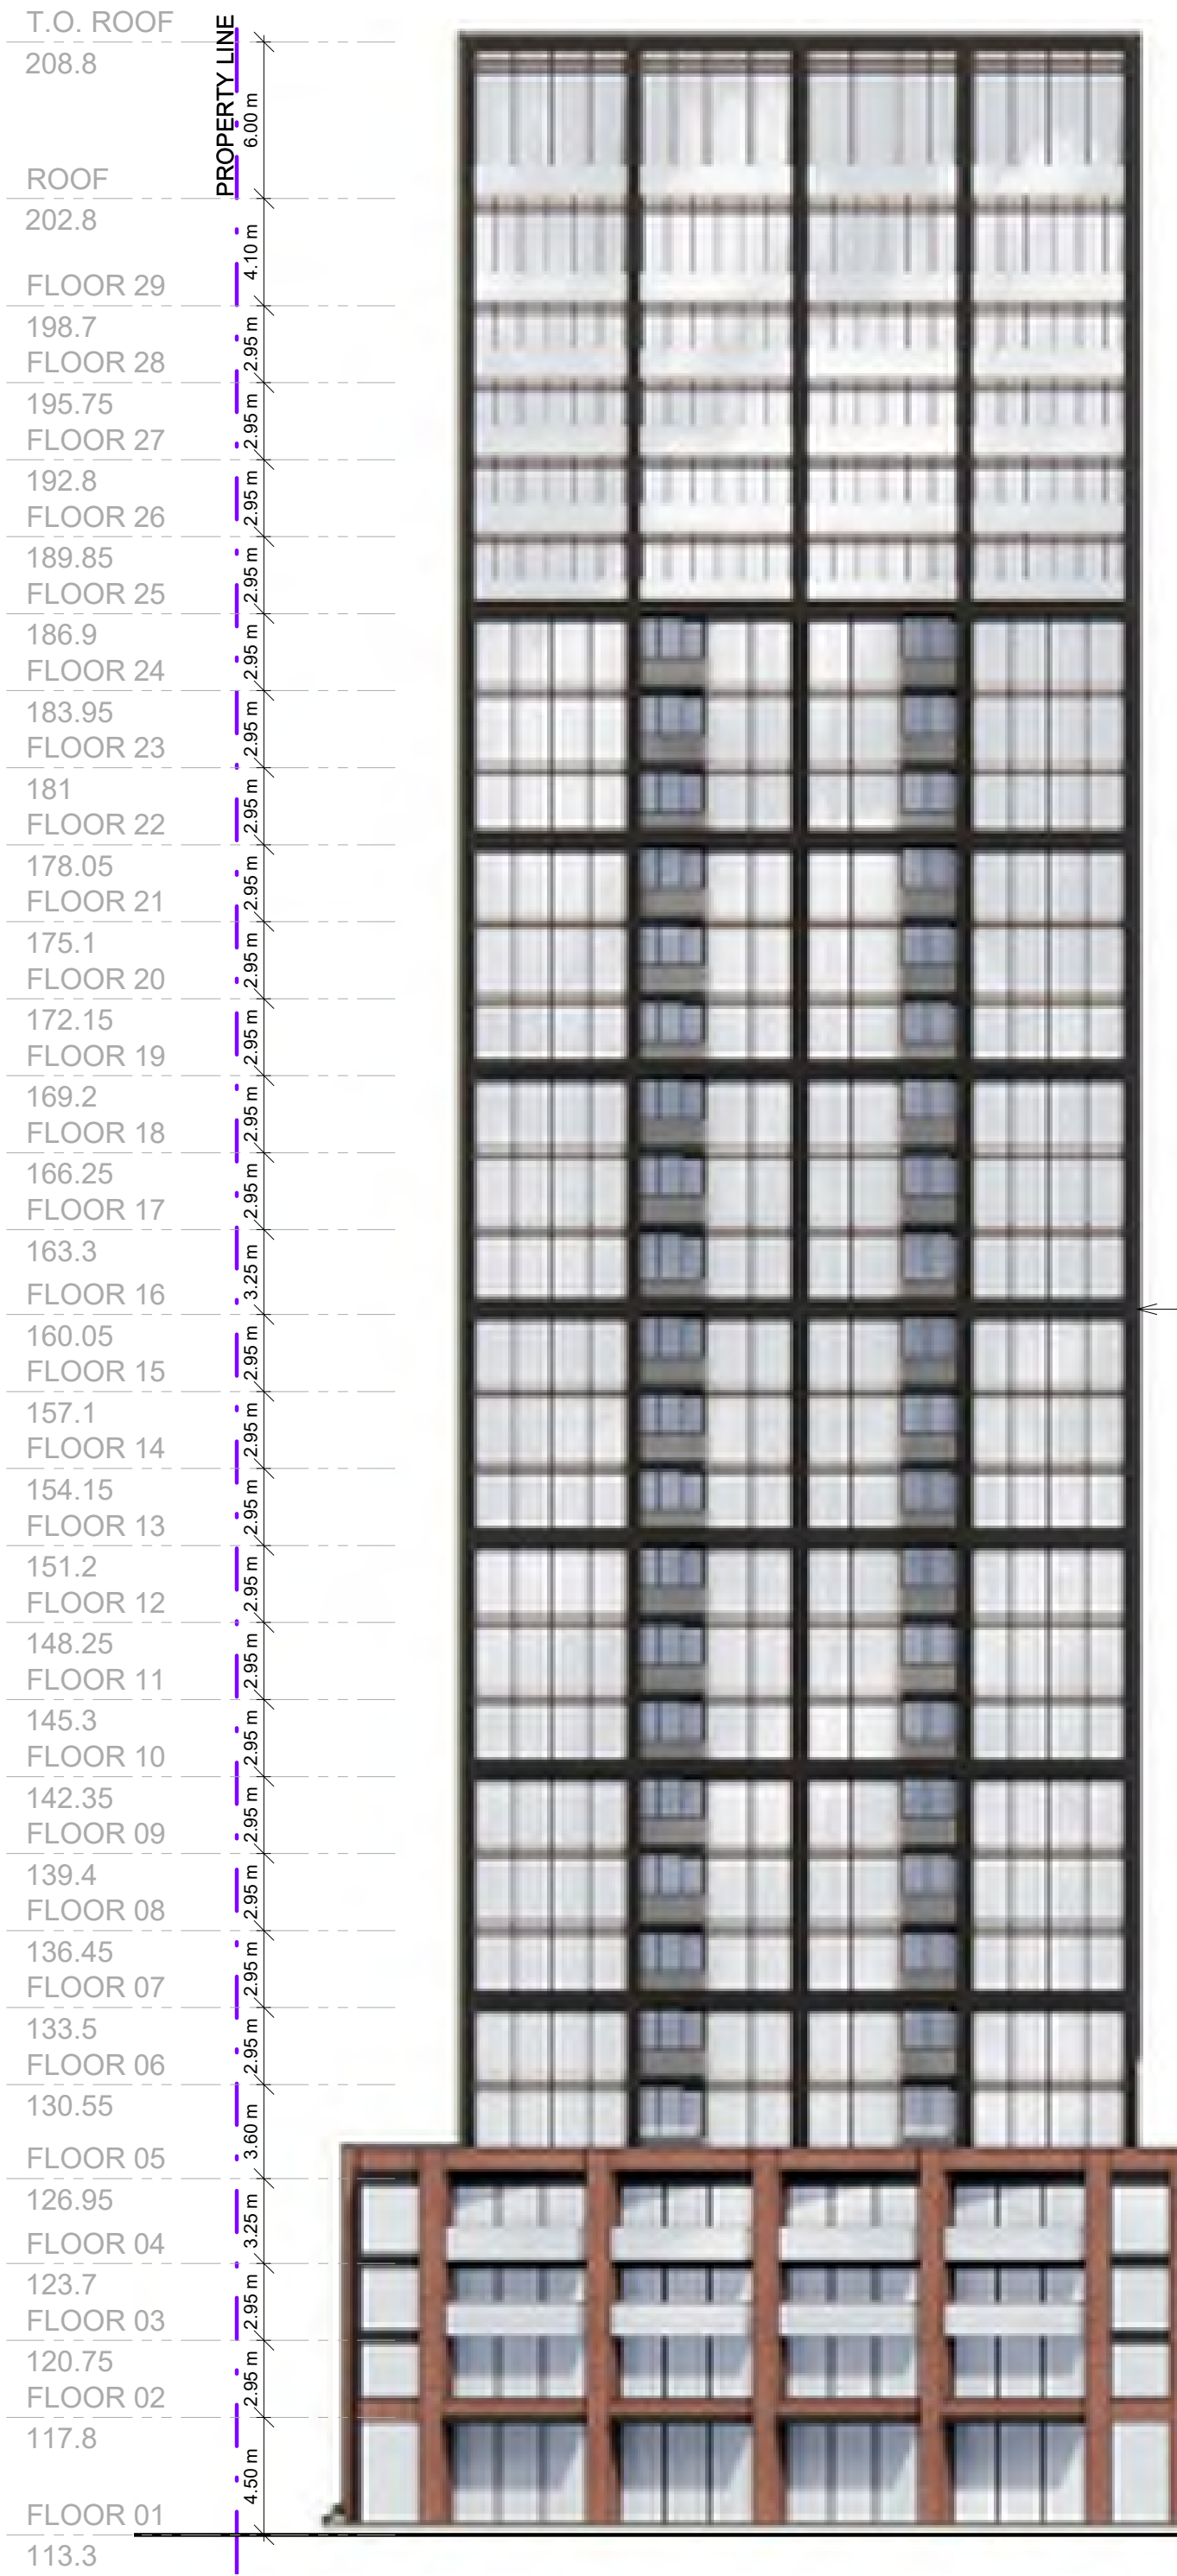 T.O. ROOF
208.8
PROPERTY LINE
6.00 m
ROOF
202.8
4.10 m
FLOOR 29
198.7
2.95 m
FLOOR 28
195.75
2.95 m
FLOOR 27
192.8
2.95 m
FLOOR 26
189.85
2.95 m
FLOOR 25
186.9
2.95 m
FLOOR 24
183.95
2.95 m
FLOOR 23
181
2.95 m
FLOOR 22
178.05
2.95 m
FLOOR 21
175.1
2.95 m
FLOOR 20
172.15
2.95 m
FLOOR 19
169.2
2.95 m
FLOOR 18
166.25
2.95 m
FLOOR 17
163.3
3.25 m
FLOOR 16
160.05
2.95 m
FLOOR 15
157.1
2.95 m
FLOOR 14
154.15
2.95 m
FLOOR 13
151.2
2.95 m
FLOOR 12
148.25
2.95 m
FLOOR 11
145.3
2.95 m
FLOOR 10
142.35
2.95 m
FLOOR 09
139.4
2.95 m
FLOOR 08
136.45
2.95 m
FLOOR 07
133.5
2.95 m
FLOOR 06
130.55
3.60 m
FLOOR 05
126.95
3.25 m
FLOOR 04
123.7
2.95 m
FLOOR 03
120.75
2.95 m
FLOOR 02
117.8
4.50 m
FLOOR 01
113.3